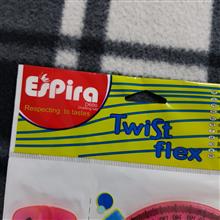 EsPira
Respecting to tastes
Twist
flex